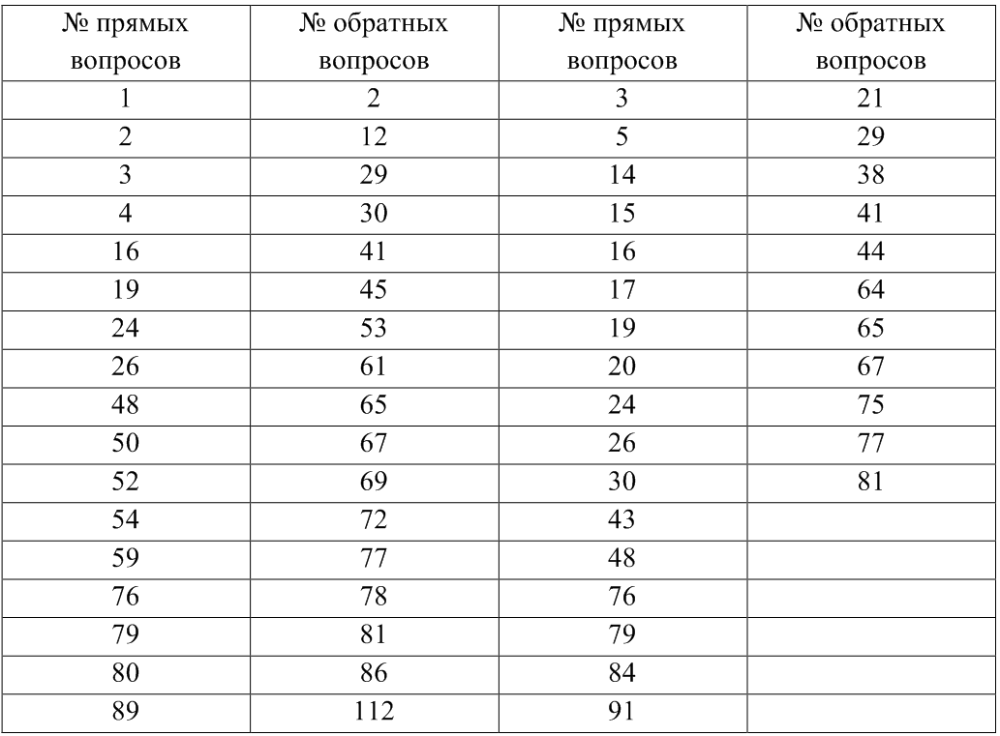 № прямых вопросов № обратных вопросов № прямых вопросов № обратных вопросов
1 2 3 21
2 12 5 29
3 29 14 38
4 30 15 41
16 41 16 44
19 45 17 64
24 53 19 65
26 61 20 67
48 65 24 75
50 67 26 77
52 69 30 81
54 72 43
59 77 48
76 78 76
79 81 79
80 86 84
89 112 91